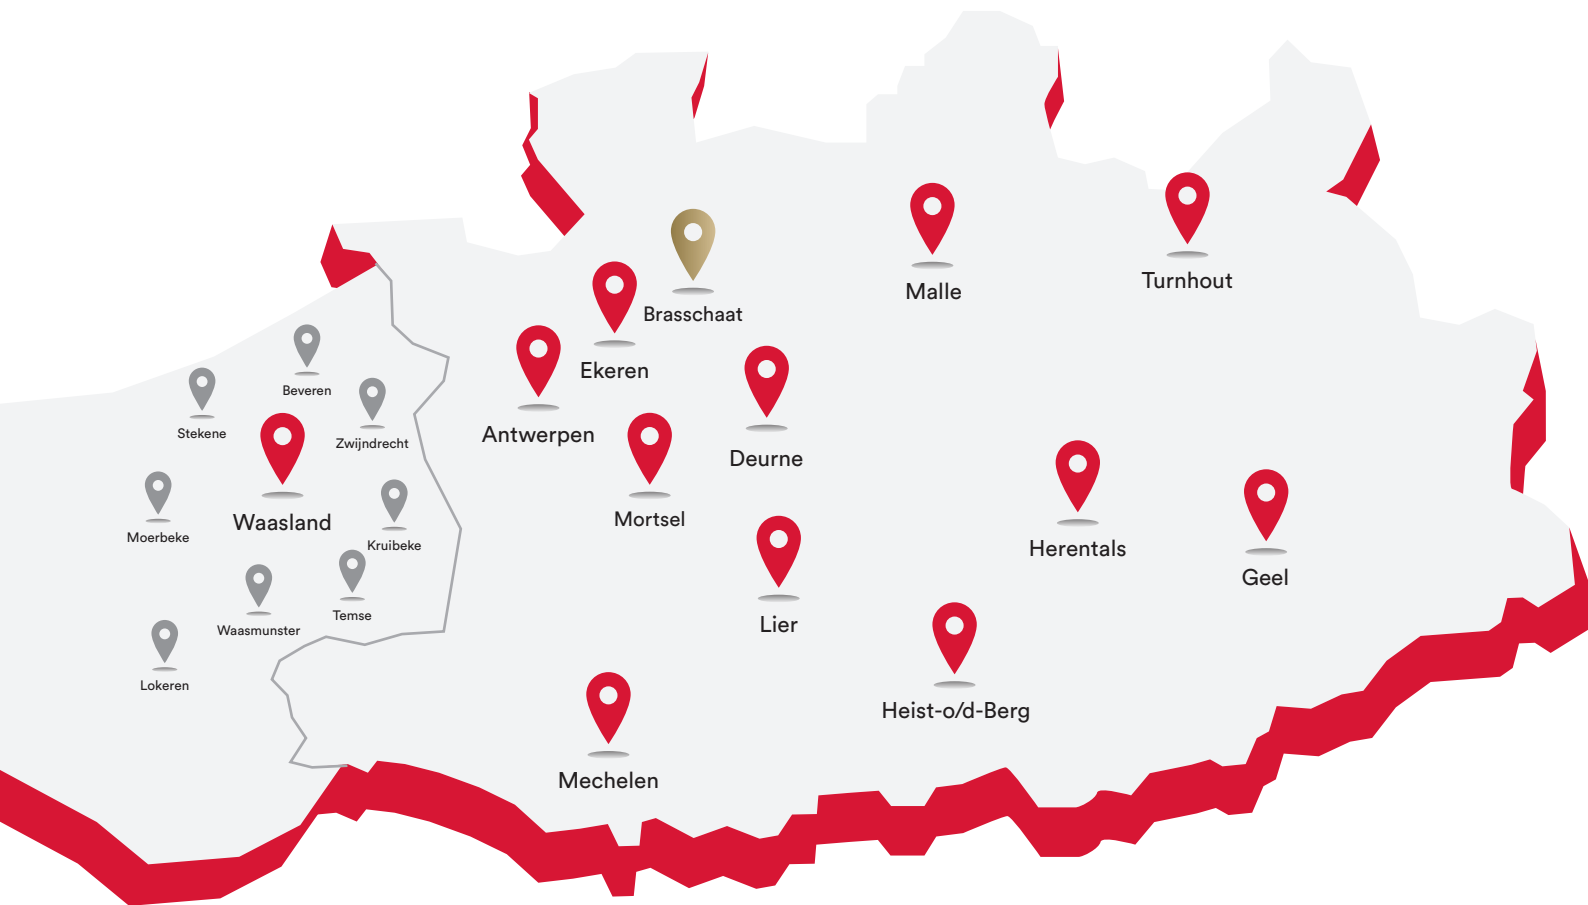 Turnhout
Malle
Brasschaat
Ekeren
Beveren
Stekene
Zwijndrecht
Antwerpen
Deurne
Mortsel
Waasland
Moerbeke
Kruibeke
Herentals
Geel
Temse
Waasmunster
Lier
Lokeren
Heist-o/d-Berg
Mechelen